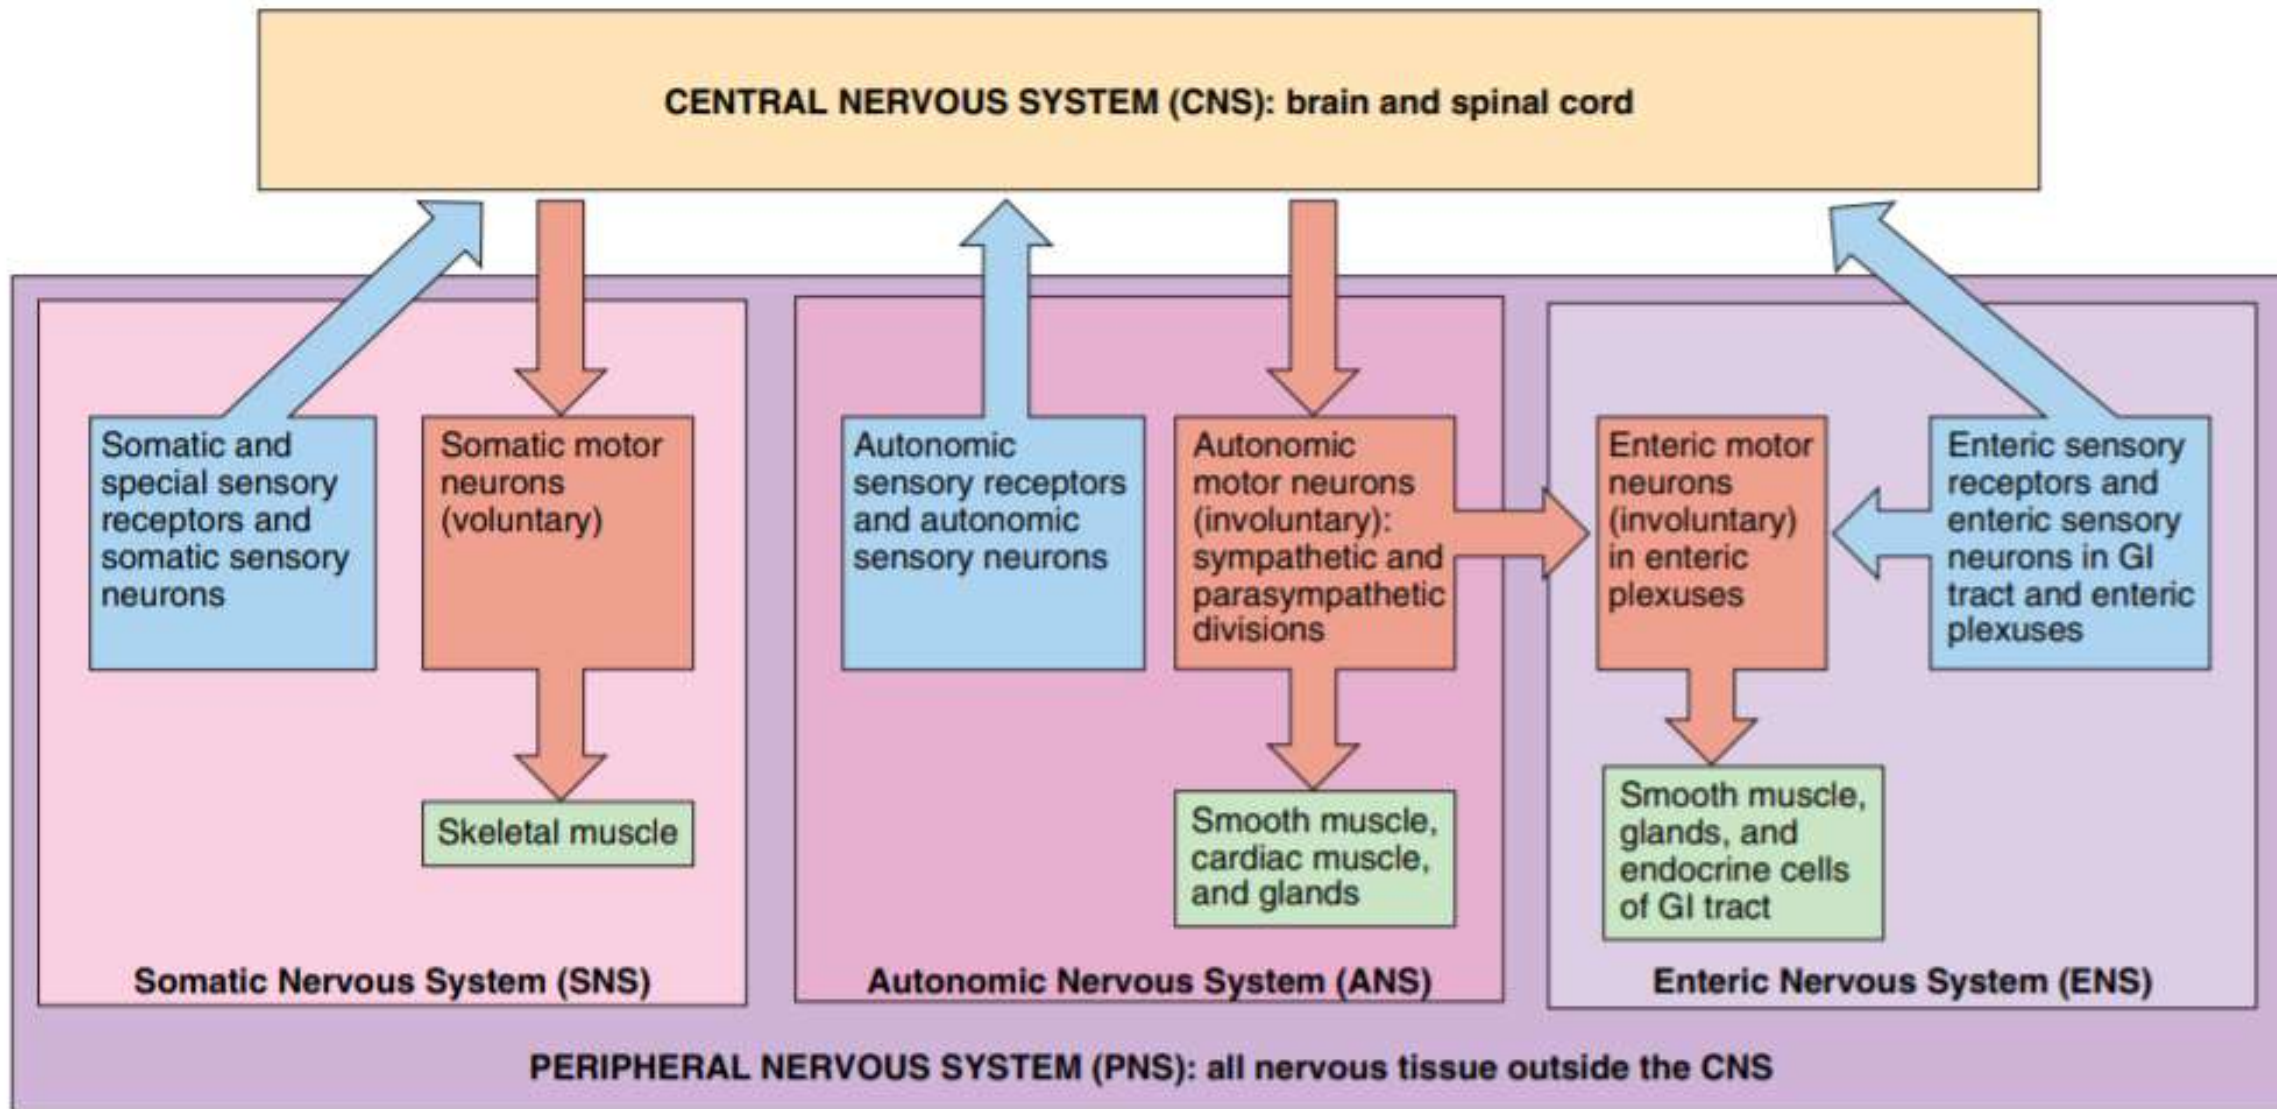 CENTRAL NERVOUS SYSTEM (CNS): brain and spinal cord
Somatic and
special sensory
receptors and
somatic sensory
neurons
Somatic motor
neurons
(voluntary)
Skeletal muscle
Somatic Nervous System (SNS)
Autonomic
sensory receptors
and autonomic
sensory neurons
Autonomic
motor neurons
(involuntary):
sympathetic and
parasympathetic
divisions
Smooth muscle,
cardiac muscle,
and glands
Autonomic Nervous System (ANS)
Enteric motor
neurons
(involuntary)
in enteric
plexuses
Enteric sensory
receptors and
enteric sensory
neurons in GI
tract and enteric
plexuses
Smooth muscle,
glands, and
endocrine cells
of GI tract
Enteric Nervous System (ENS)
PERIPHERAL NERVOUS SYSTEM (PNS): all nervous tissue outside the CNS